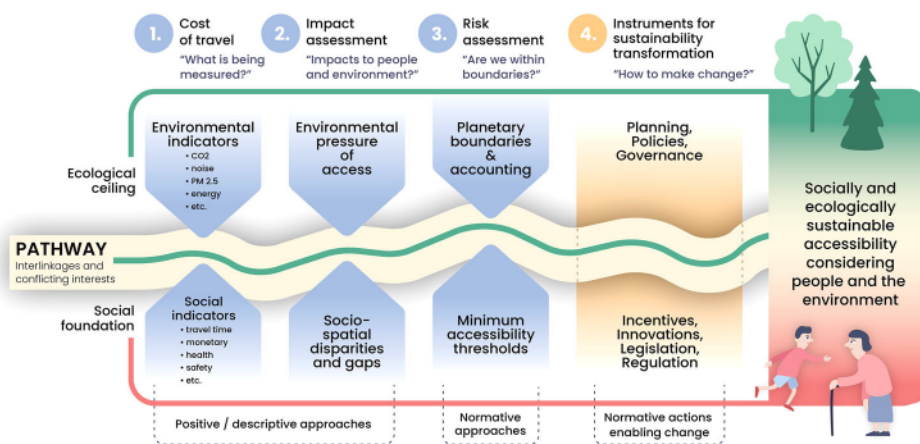 1.
Cost
of travel
“What is being
measured?”
2.
Impact
assessment
“Impacts to people
and environment?”
3.
Risk
assessment
“Are we within
boundaries?”
4.
Instruments for
sustainability
transformation
“How to make change?”
Ecological
ceiling
Environmental
indicators
• CO2
• noise
• PM 2.5
• energy
• etc.
Environmental
pressure
of
access
Planetary
boundaries
&
accounting
Planning,
Policies,
Governance
PATHWAY
Interlinkages and
conflicting interests
Socially and
ecologically
sustainable
accessibility
considering
people and the
environment
Social
foundation
Social
indicators
• travel time
• monetary
• health
• safety
• etc.
Socio-
spatial
disparities
and gaps
Minimum
accessibility
thresholds
Incentives,
Innovations,
Legislation,
Regulation
Positive / descriptive approaches
Normative
approaches
Normative actions
enabling change